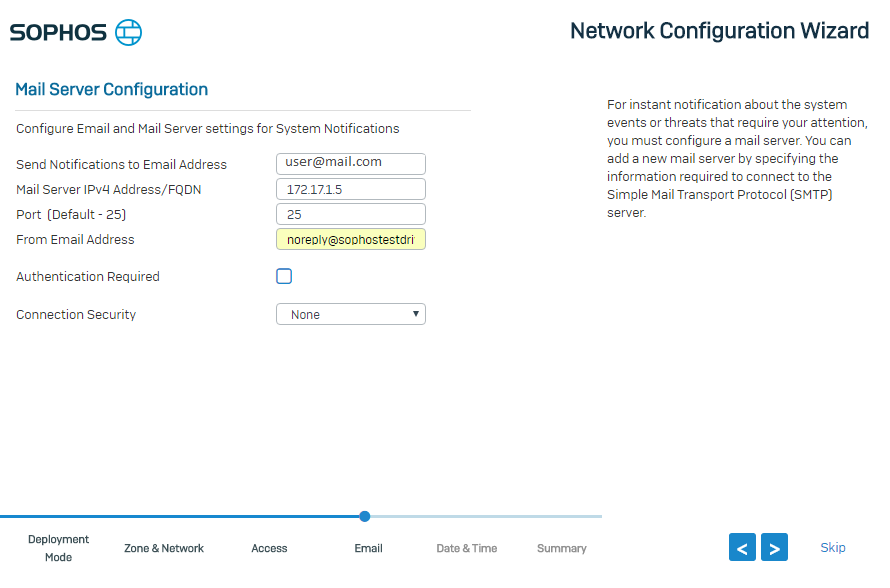 SOPHOS
Network Configuration Wizard
Mail Server Configuration
Configure Email and Mail Server settings for System Notifications
Send Notifications to Email Address user@mail.com
Mail Server IPv4 Address/FQDN 172.17.1.5
Port (Default - 25) 25
From Email Address noreply@sophostestdri
Authentication Required
Connection Security None
For instant notification about the system
events or threats that require your attention,
you must configure a mail server. You can
add a new mail server by specifying the
information required to connect to the
Simple Mail Transport Protocol (SMTP)
server.
Deployment
Mode
Zone & Network
Access
Email
Date & Time
Summary
< >
Skip